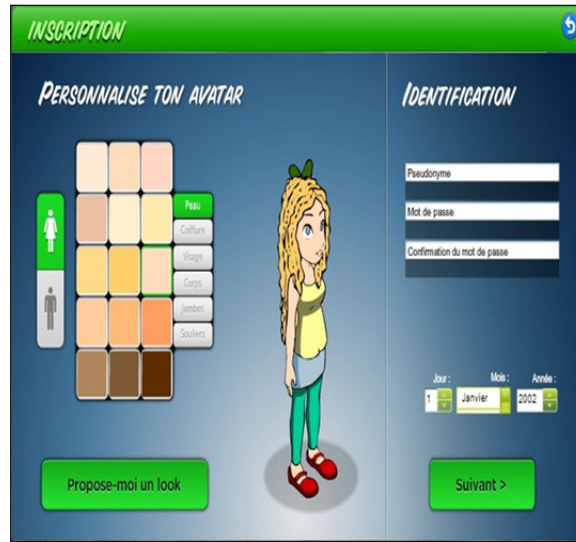 INSCRIPTION
PERSONNALISE TON AVATAR
Peau
Coiffure
Visage
Corps
Jambes
Souliers
Propose-moi un look
IDENTIFICATION
Pseudonyme
Mot de passe
Confirmation du mot de passe
Jour : Mois : Année :
1 Janvier 2002
Suivant >